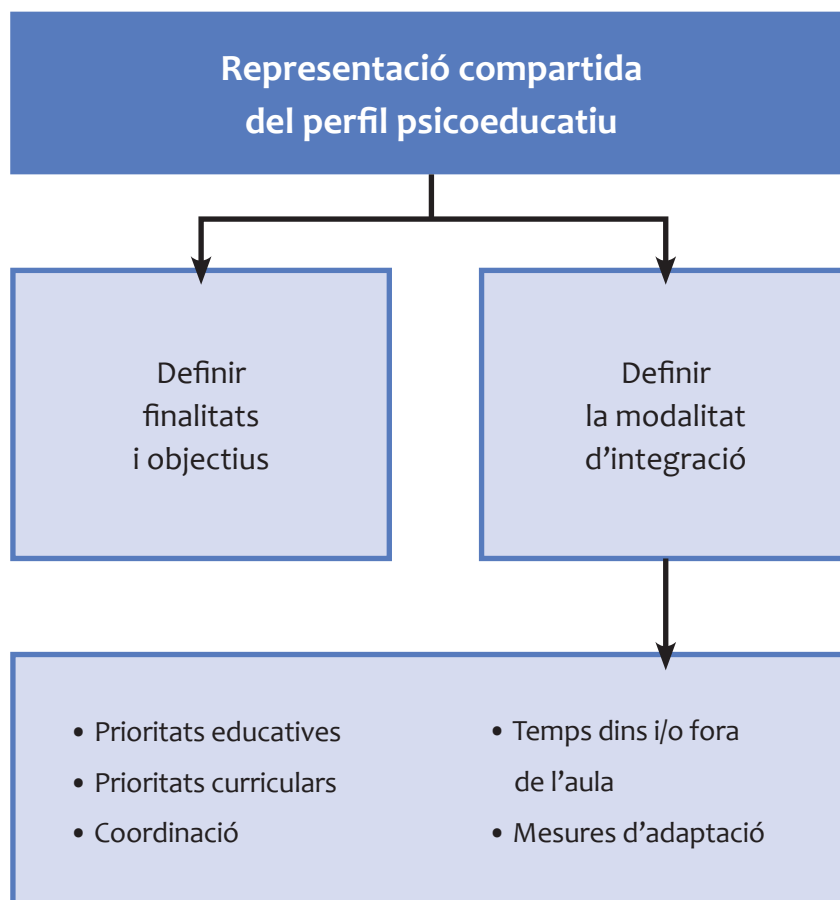 Representació compartida
del perfil psicoeducatiu
Definir
finalitats
i objectius
Definir
la modalitat
d’integració
• Prioritats educatives
• Prioritats curriculars
• Coordinació
• Temps dins i/o fora
de l’aula
• Mesures d’adaptació